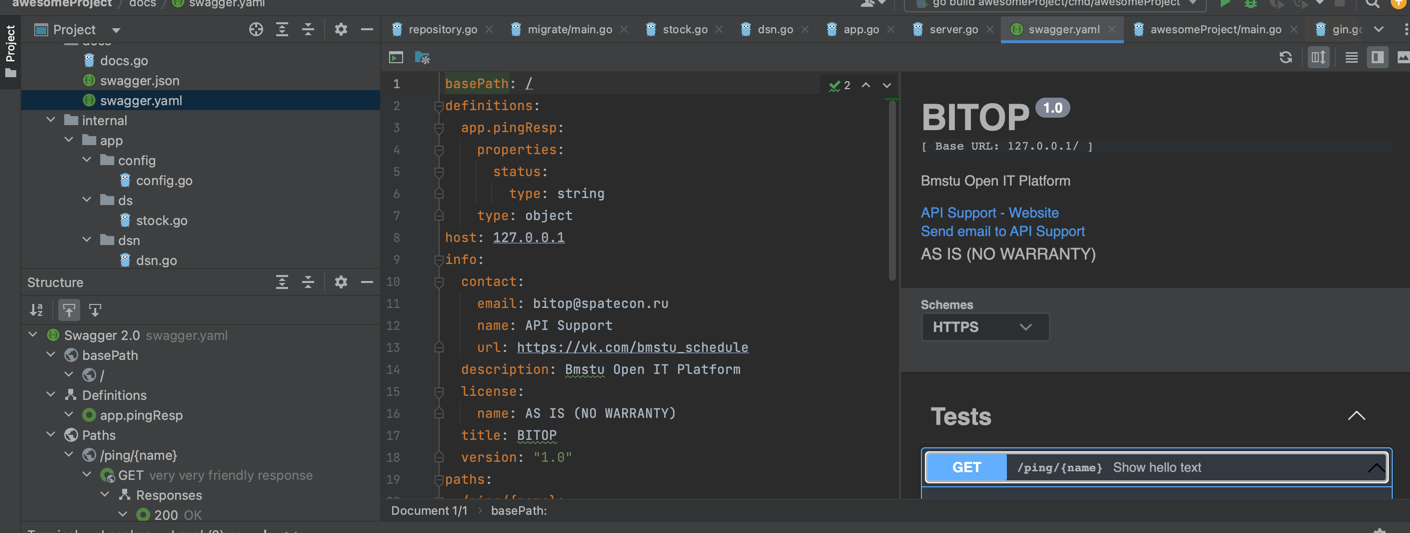 awesomeProject docs swagger.yaml
go build awesomeProject/cmd/awesomeProject
Project
Project
repository.go migrate/main.go stock.go dsn.go app.go server.go swagger.yaml awesomeProject/main.go gin.go
docs
docs.go
swagger.json
swagger.yaml
internal
app
config
config.go
ds
stock.go
dsn
dsn.go
Structure
Swagger 2.0 swagger.yaml
basePath
/
Definitions
app.pingResp
Paths
/ping/{name}
GET very very friendly response
Responses
200 OK
2
1 basePath: /
2 definitions:
3 app.pingResp:
4 properties:
5 status:
6 type: string
7 type: object
8 host: 127.0.0.1
9 info:
10 contact:
11 email: bitop@spatecon.ru
12 name: API Support
13 url: https://vk.com/bmstu_schedule
14 description: Bmstu Open IT Platform
15 license:
16 name: AS IS (NO WARRANTY)
17 title: BITOP
18 version: "1.0"
19 paths:
/ping/{name}:
Document 1/1 basePath:
BITOP 1.0
[ Base URL: 127.0.0.1/ ]
Bmstu Open IT Platform
API Support - Website
Send email to API Support
AS IS (NO WARRANTY)
Schemes
HTTPS
Tests
GET /ping/{name} Show hello text